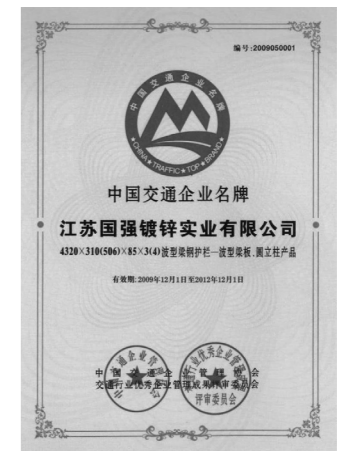 编号:2009050001
中国交通企业名牌
CHINA TRAFFIC TOP BRAND
中国交通企业名牌
江苏国强镀锌实业有限公司
4320×310(506)×85×3(4)波型梁钢护栏—波型梁板、圆立柱产品
有效期:2009年12月1日至2012年12月1日
中国交通企业管理协会
交通行业优秀企业管理成果评审委员会
评审委员会